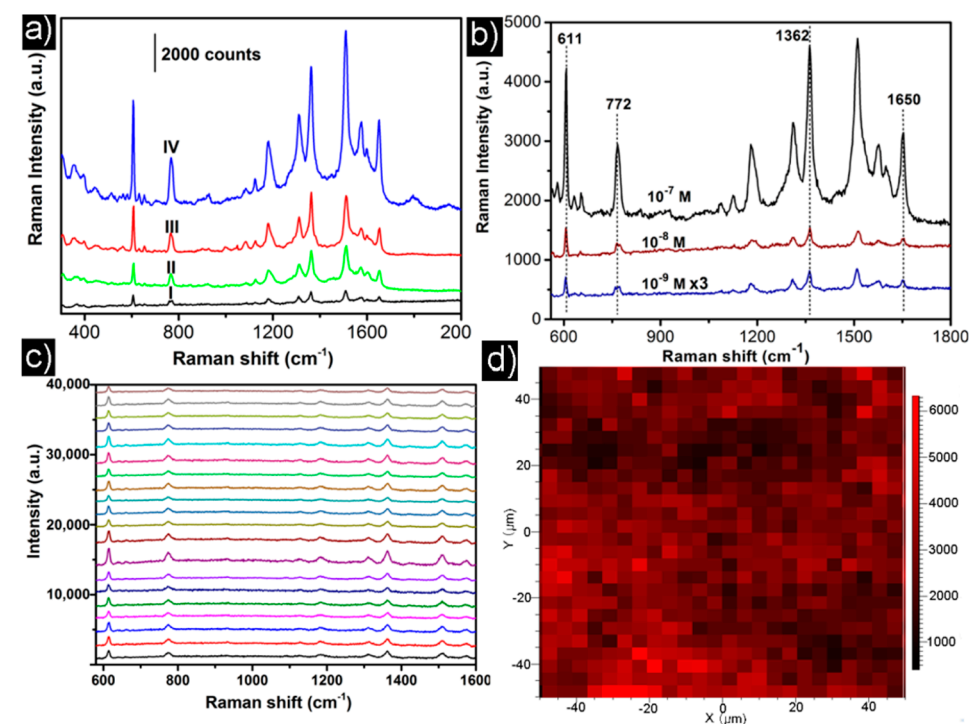 a)
2000 counts
IV
III
II
I
Raman Intensity (a.u.)
400 800 1200 1600 200
Raman shift (cm-1)
b)
5000
4000
3000
2000
1000
0
611
772
1362
1650
10-7 M
10-8 M
10-9 M x3
Raman Intensity (a.u.)
600 900 1200 1500 1800
Raman shift (cm-1)
c)
40,000
30,000
20,000
10,000
Intensity (a.u.)
600 800 1000 1200 1400 1600
Raman shift (cm-1)
d)
40
20
0
-20
-40
Y (μm)
-40 -20 0 20 40
X (μm)
6000
5000
4000
3000
2000
1000